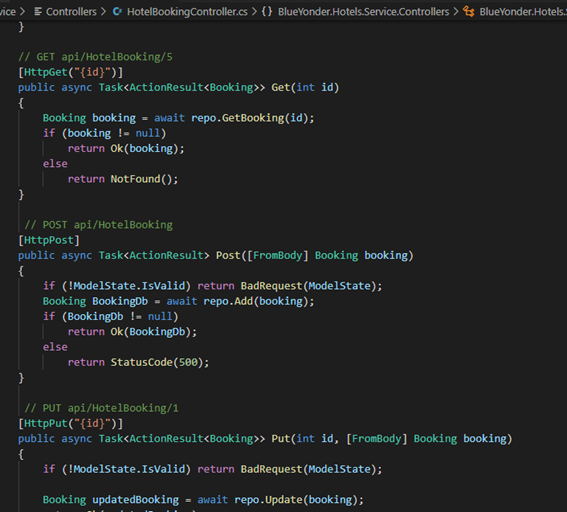 vice > Controllers > HotelBookingController.cs > {} BlueYonder.Hotels.Service.Controllers > BlueYonder.Hotels.
}
// GET api/HotelBooking/5
[HttpGet("{id}")]
public async Task<ActionResult<Booking>> Get(int id)
{
Booking booking = await repo.GetBooking(id);
if (booking != null)
return Ok(booking);
else
return NotFound();
}
// POST api/HotelBooking
[HttpPost]
public async Task<ActionResult> Post([FromBody] Booking booking)
{
if (!ModelState.IsValid) return BadRequest(ModelState);
Booking BookingDb = await repo.Add(booking);
if (BookingDb != null)
return Ok(BookingDb);
else
return StatusCode(500);
}
// PUT api/HotelBooking/1
[HttpPut("{id}")]
public async Task<ActionResult<Booking>> Put(int id, [FromBody] Booking booking)
{
if (!ModelState.IsValid) return BadRequest(ModelState);
Booking updatedBooking = await repo.Update(booking);